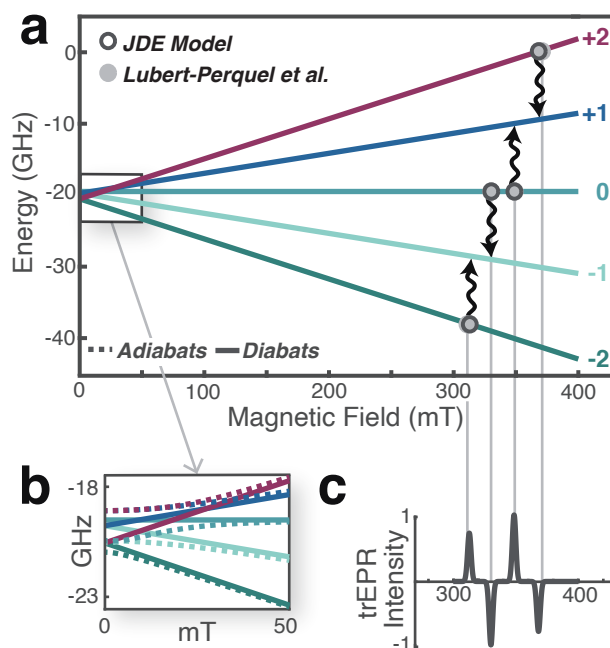 a
JDE Model
Lubert-Perquel et al.
+2
+1
0
-1
-2
Energy (GHz)
0
-10
-20
-30
-40
Adiabats
Diabats
0
100
200
300
400
Magnetic Field (mT)
b
-18
GHz
-23
0
mT
50
c
1
trEPR
Intensity
-1
300
400